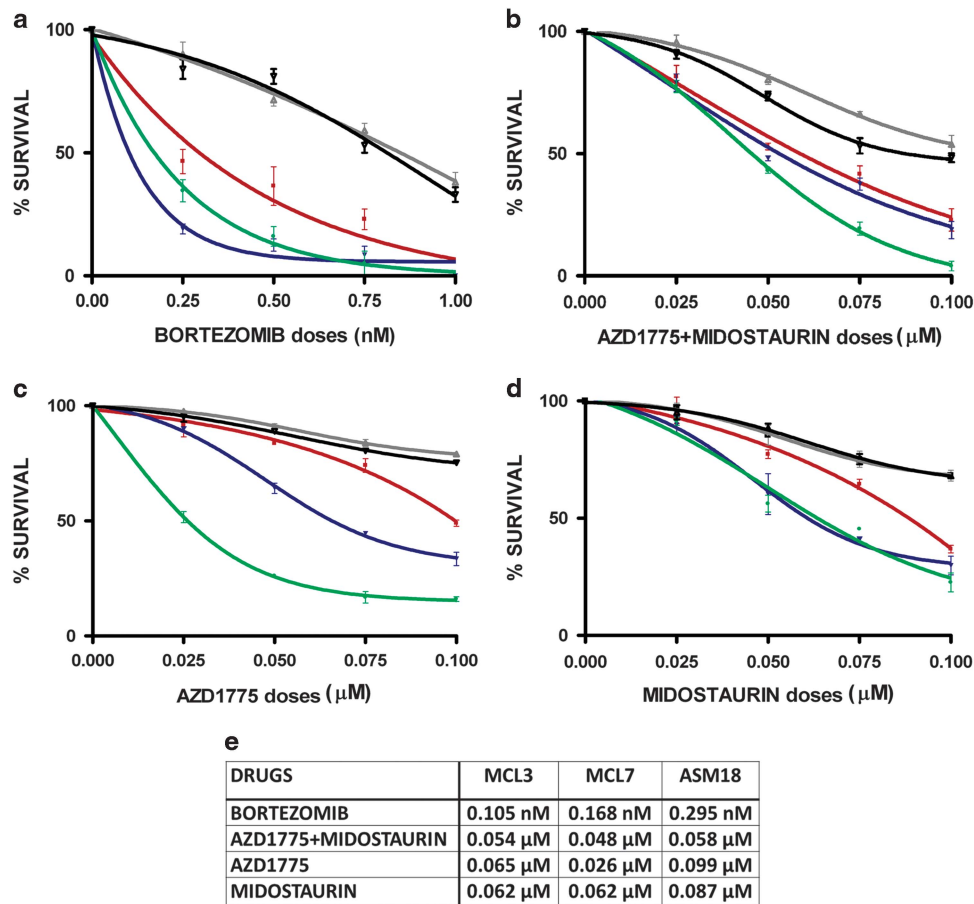 a
% SURVIVAL
100
50
0
0.00 0.25 0.50 0.75 1.00
BORTEZOMIB doses (nM)
b
% SURVIVAL
100
50
0
0.000 0.025 0.050 0.075 0.100
AZD1775+MIDOSTAURIN doses (μM)
c
% SURVIVAL
100
50
0
0.000 0.025 0.050 0.075 0.100
AZD1775 doses (μM)
d
% SURVIVAL
100
50
0
0.000 0.025 0.050 0.075 0.100
MIDOSTAURIN doses (μM)
e
DRUGS MCL3 MCL7 ASM18
BORTEZOMIB 0.105 nM 0.168 nM 0.295 nM
AZD1775+MIDOSTAURIN 0.054 μM 0.048 μM 0.058 μM
AZD1775 0.065 μM 0.026 μM 0.099 μM
MIDOSTAURIN 0.062 μM 0.062 μM 0.087 μM